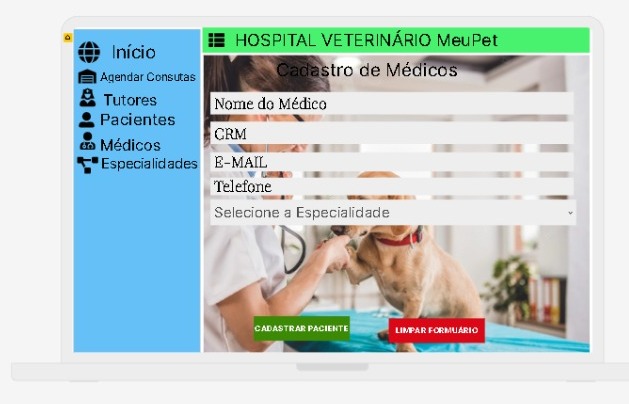 Início
Agendar Consutas
Tutores
Pacientes
Médicos
Especialidades
HOSPITAL VETERINÁRIO MeuPet
Cadastro de Médicos
Nome do Médico
CRM
E-MAIL
Telefone
Selecione a Especialidade
CADASTRAR PACIENTE
LIMPAR FORMUÁRIO